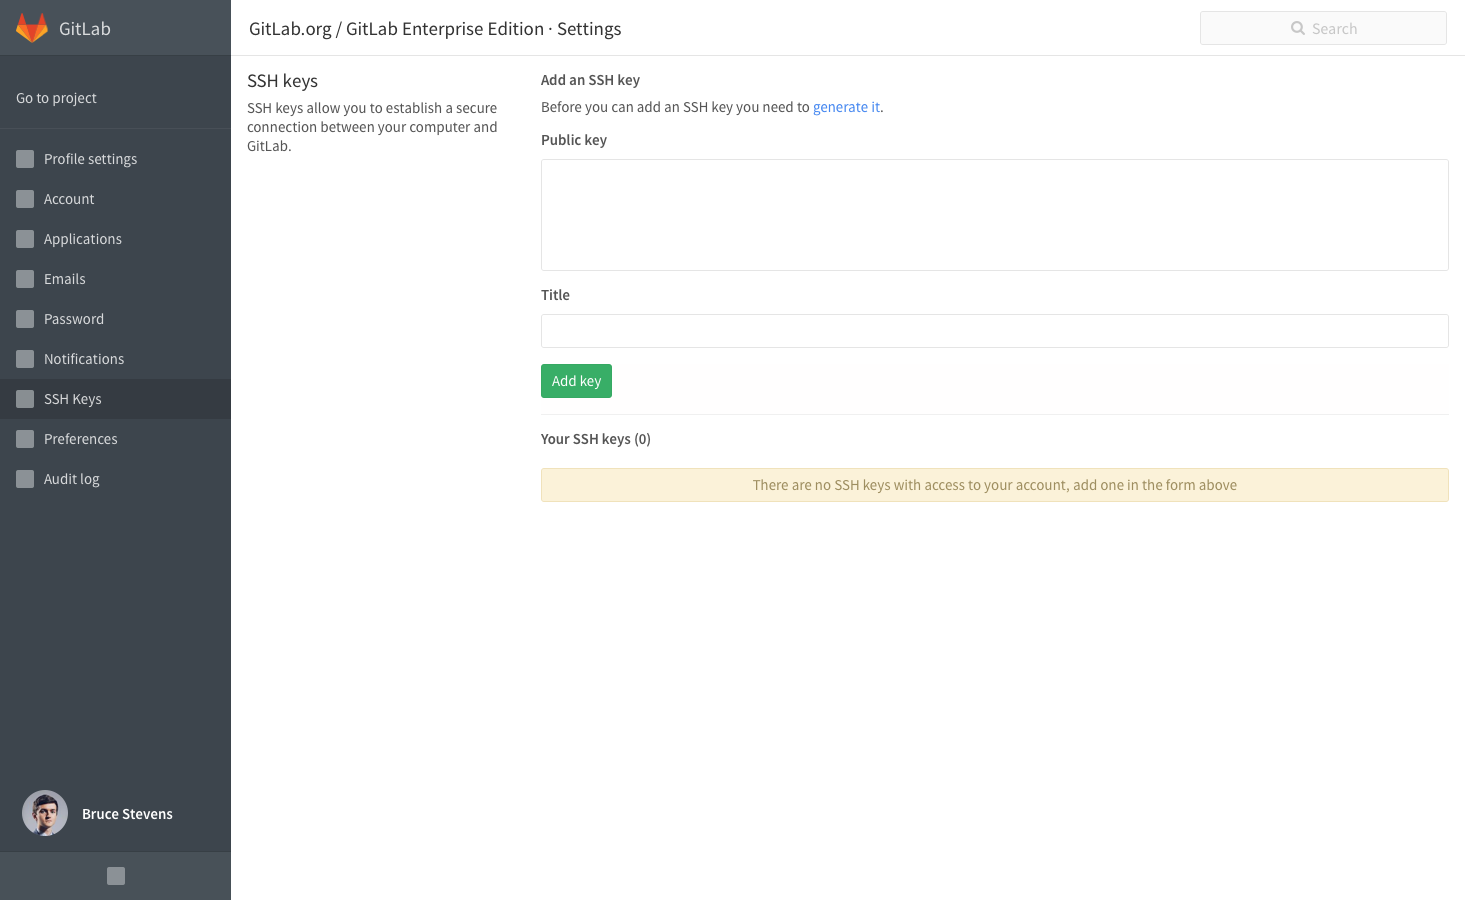 GitLab
GitLab.org / GitLab Enterprise Edition · Settings
Search
Go to project
Profile settings
Account
Applications
Emails
Password
Notifications
SSH Keys
Preferences
Audit log
Bruce Stevens
SSH keys
SSH keys allow you to establish a secure
connection between your computer and
GitLab.
Add an SSH key
Before you can add an SSH key you need to generate it.
Public key
Title
Add key
Your SSH keys (0)
There are no SSH keys with access to your account, add one in the form above